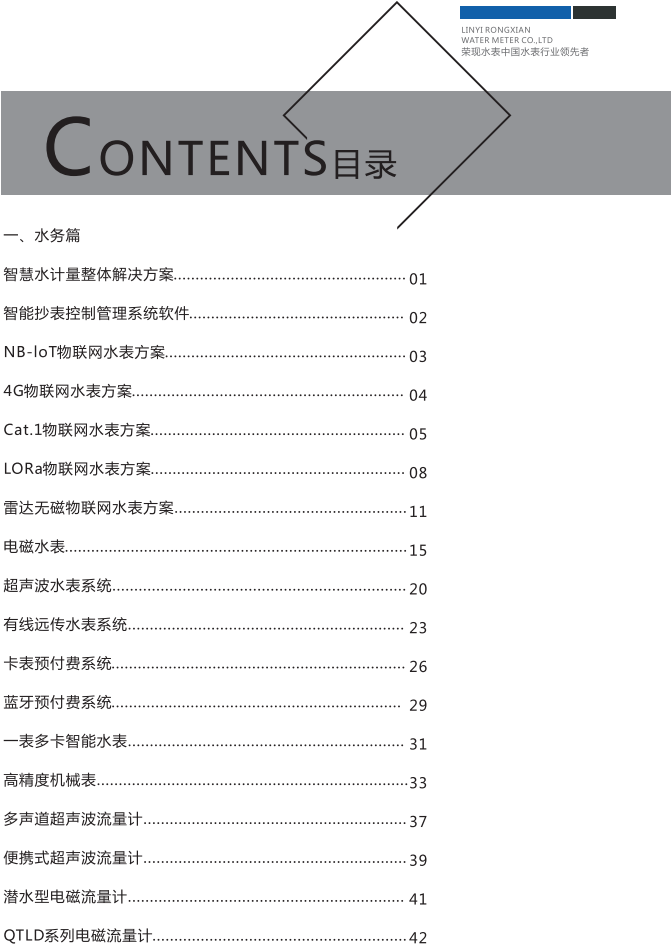 LINYI RONGXIAN
WATER METER CO.,LTD
荣现水表中国水表行业领先者
CONTENTS目录
一、水务篇
智慧水计量整体解决方案 01
智能抄表控制管理系统软件 02
NB-loT物联网水表方案 03
4G物联网水表方案 04
Cat.1物联网水表方案 05
LORa物联网水表方案 08
雷达无磁物联网水表方案 11
电磁水表 15
超声波水表系统 20
有线远传水表系统 23
卡表预付费系统 26
蓝牙预付费系统 29
一表多卡智能水表 31
高精度机械表 33
多声道超声波流量计 37
便携式超声波流量计 39
潜水型电磁流量计 41
QTLD系列电磁流量计 42